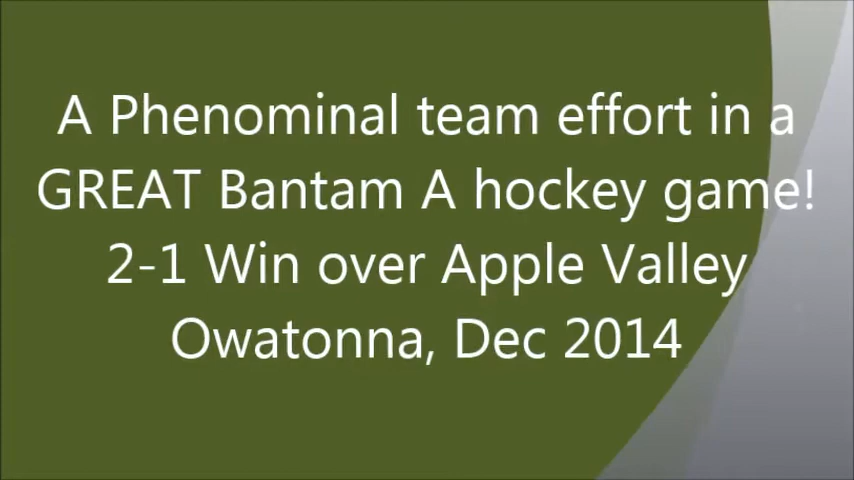 A Phenominal team effort in a
GREAT Bantam A hockey game!
2-1 Win over Apple Valley
Owatonna, Dec 2014